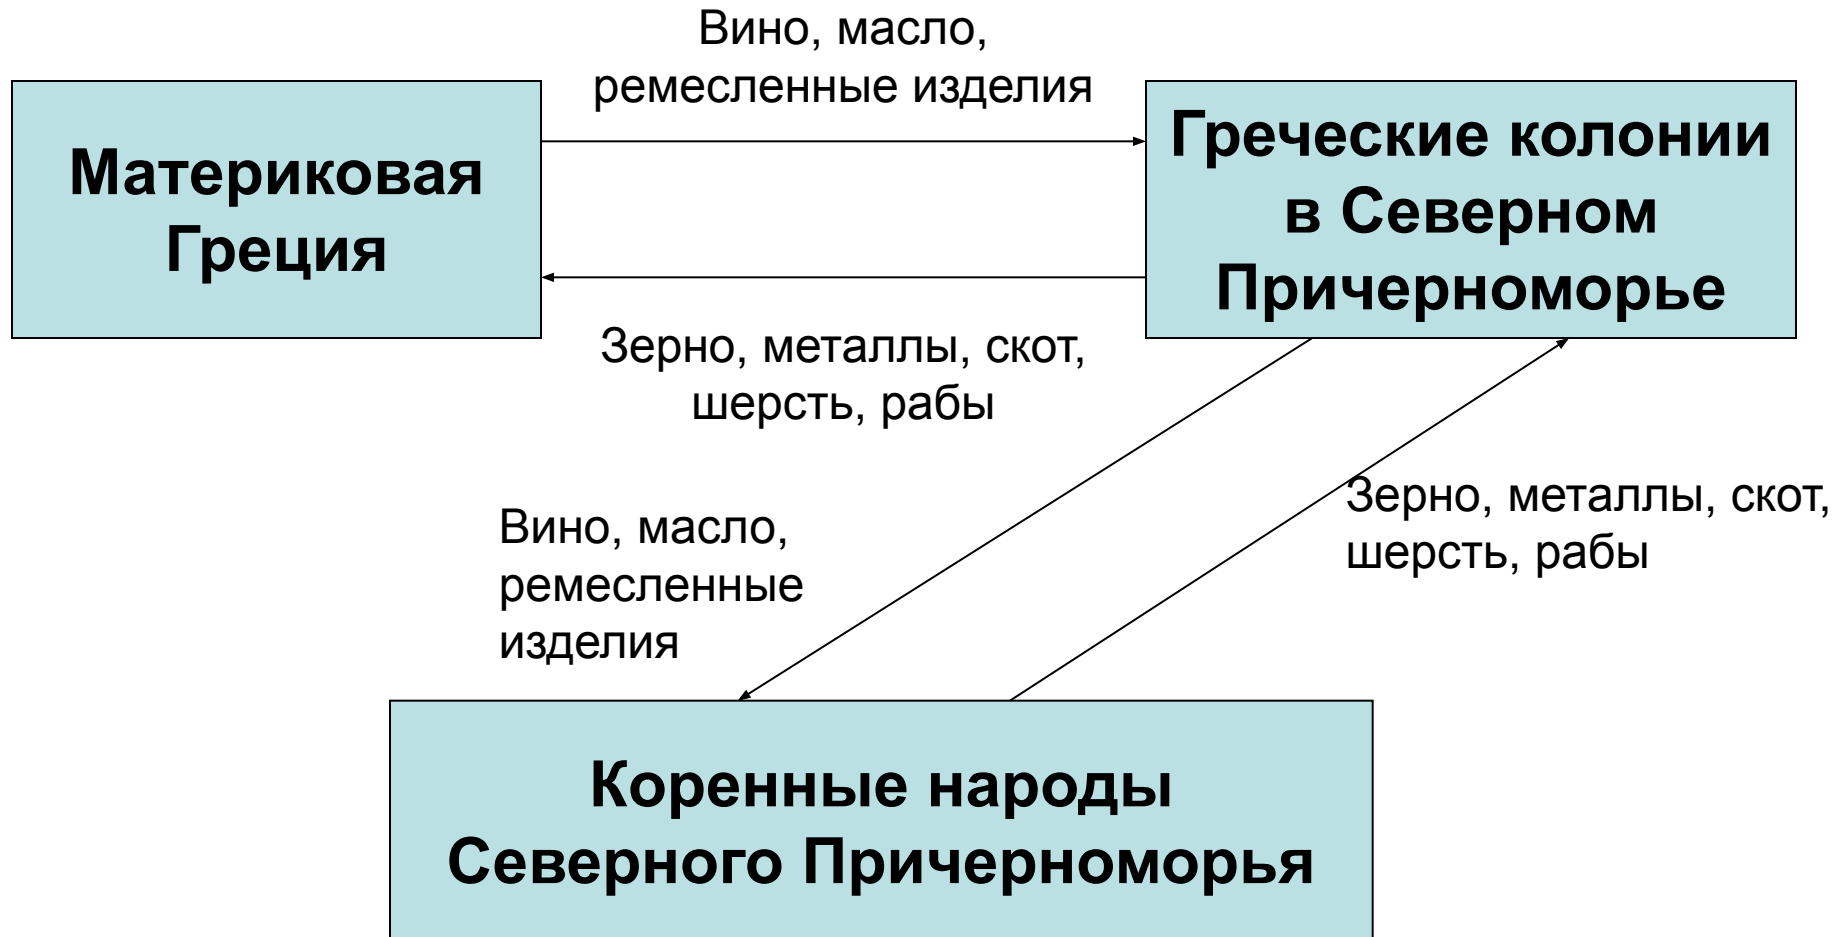 Вино, масло,
ремесленные изделия
Материковая
Греция
Греческие колонии
в Северном
Причерноморье
Зерно, металлы, скот,
шерсть, рабы
Вино, масло,
ремесленные
изделия
Зерно, металлы, скот,
шерсть, рабы
Коренные народы
Северного Причерноморья